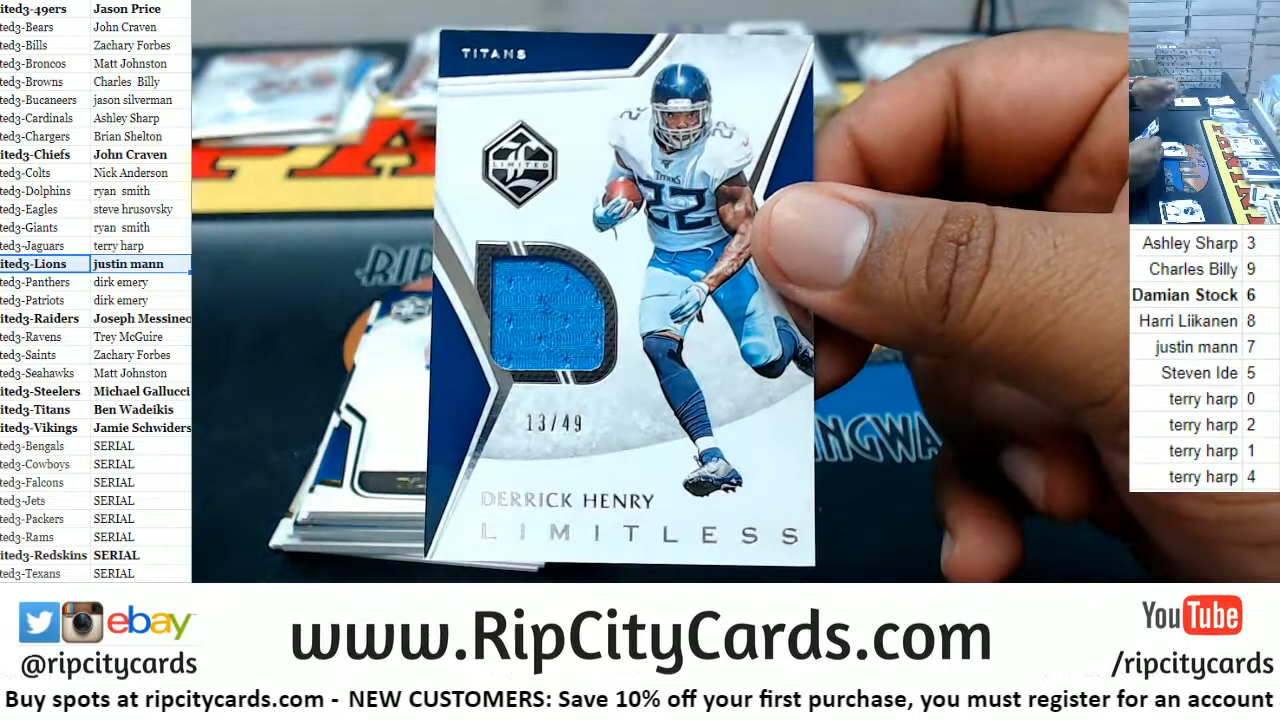 ited3-49ers Jason Price
ted3-Bears John Craven
ted3-Bills Zachary Forbes
ted3-Broncos Matt Johnston
ted3-Browns Charles Billy
ted3-Bucaneers jason silverman
ted3-Cardinals Ashley Sharp
ted3-Chargers Brian Shelton
ited3-Chiefs John Craven
ted3-Colts Nick Anderson
ted3-Dolphins ryan smith
ted3-Eagles steve hrusovsky
ted3-Giants ryan smith
ted3-Jaguars terry harp
ited3-Lions justin mann
ted3-Panthers dirk emery
ted3-Patriots dirk emery
ited3-Raiders Joseph Messineo
ted3-Ravens Trey McGuire
ted3-Saints Zachary Forbes
ted3-Seahawks Matt Johnston
ited3-Steelers Michael Gallucci
ited3-Titans Ben Wadeikis
ited3-Vikings Jamie Schwiders
ted3-Bengals SERIAL
ted3-Cowboys SERIAL
ted3-Falcons SERIAL
ted3-Jets SERIAL
ted3-Packers SERIAL
ted3-Rams SERIAL
ited3-Redskins SERIAL
ted3-Texans SERIAL
TITANS
LIMITED
TITANS
22
22
22
13/49
DERRICK HENRY
LIMITLESS
RIP
NGWA
Ashley Sharp 3
Charles Billy 9
Damian Stock 6
Harri Liikanen 8
justin mann 7
Steven Ide 5
terry harp 0
terry harp 2
terry harp 1
terry harp 4
ebay
@ripcitycards
www.RipCityCards.com
YouTube
/ripcitycards
Buy spots at ripcitycards.com - NEW CUSTOMERS: Save 10% off your first purchase, you must register for an account